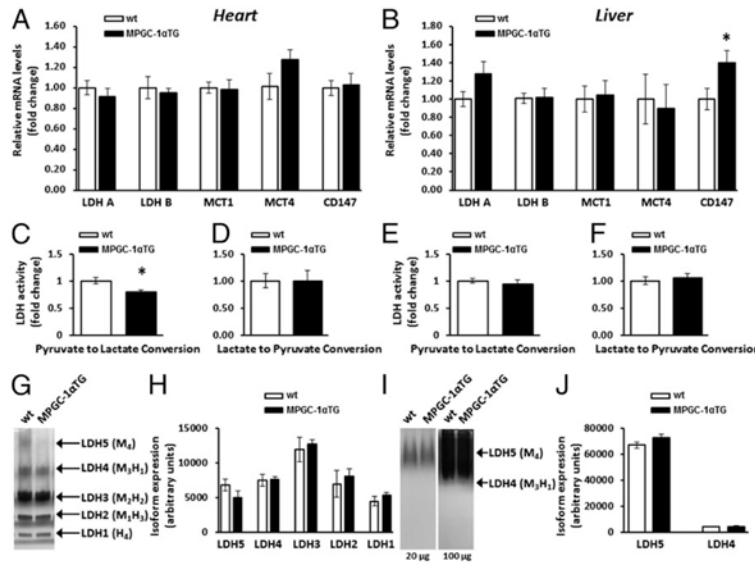 A
Heart
wt
MPGC-1αTG
Relative mRNA levels
(fold change)
1.40
1.20
1.00
0.80
0.60
0.40
0.20
0.00
LDH A LDH B MCT1 MCT4 CD147
B
Liver
wt
MPGC-1αTG
Relative mRNA levels
(fold change)
1.60
1.40
1.20
1.00
0.80
0.60
0.40
0.20
0.00
*
LDH A LDH B MCT1 MCT4 CD147
C
wt
MPGC-1αTG
LDH activity
(fold change)
1.5
1
0.5
0
*
Pyruvate to Lactate Conversion
D
wt
MPGC-1αTG
1.50
1.00
0.50
0.00
Lactate to Pyruvate Conversion
E
wt
MPGC-1αTG
LDH activity
(fold change)
1.5
1
0.5
0
Pyruvate to Lactate Conversion
F
wt
MPGC-1αTG
1.50
1.00
0.50
0.00
Lactate to Pyruvate Conversion
G
wt
MPGC-1αTG
LDH5 (M4)
LDH4 (M3H1)
LDH3 (M2H2)
LDH2 (M1H3)
LDH1 (H4)
H
wt
MPGC-1αTG
Isoform expression
(arbitrary units)
15000
10000
5000
0
LDH5 LDH4 LDH3 LDH2 LDH1
I
wt
MPGC-1αTG
wt
MPGC-1αTG
LDH5 (M4)
LDH4 (M3H1)
20 µg 100 µg
J
wt
MPGC-1αTG
Isoform expression
(arbitrary units)
80000
60000
40000
20000
0
LDH5 LDH4